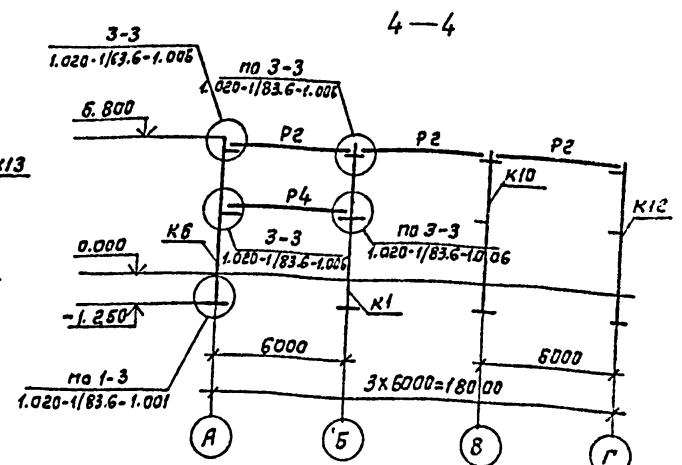 4—4
3-3
1.020-1/83.6-1.006
по 3-3
1.020-1/83.6-1.006
6.800
Р2
Р2
Р2
К13
К10
Р4
К12
К6
3-3
1.020-1/83.6-1.006
по 3-3
1.020-1/83.6-1.006
0.000
К1
-1.250
6000
6000
по 1-3
1.020-1/83.6-1.001
3х6000=18000
А
Б
В
Г